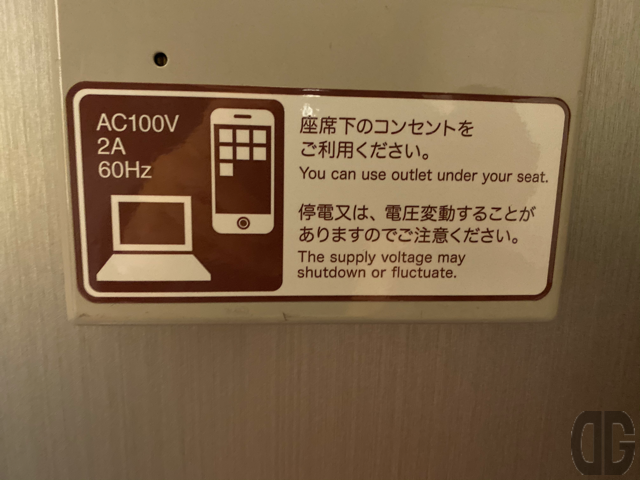 AC100V
2A
60Hz
座席下のコンセントを
ご利用ください。
You can use outlet under your seat.
停電又は、電圧変動することが
ありますのでご注意ください。
The supply voltage may
shutdown or fluctuate.
DG